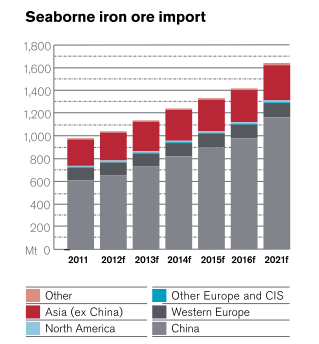 Seaborne iron ore import
1,800
1,600
1,400
1,200
1,000
800
600
400
200
Mt 0
2011 2012f 2013f 2014f 2015f 2016f 2021f
Other Other Europe and CIS
Asia (ex China) Western Europe
North America China